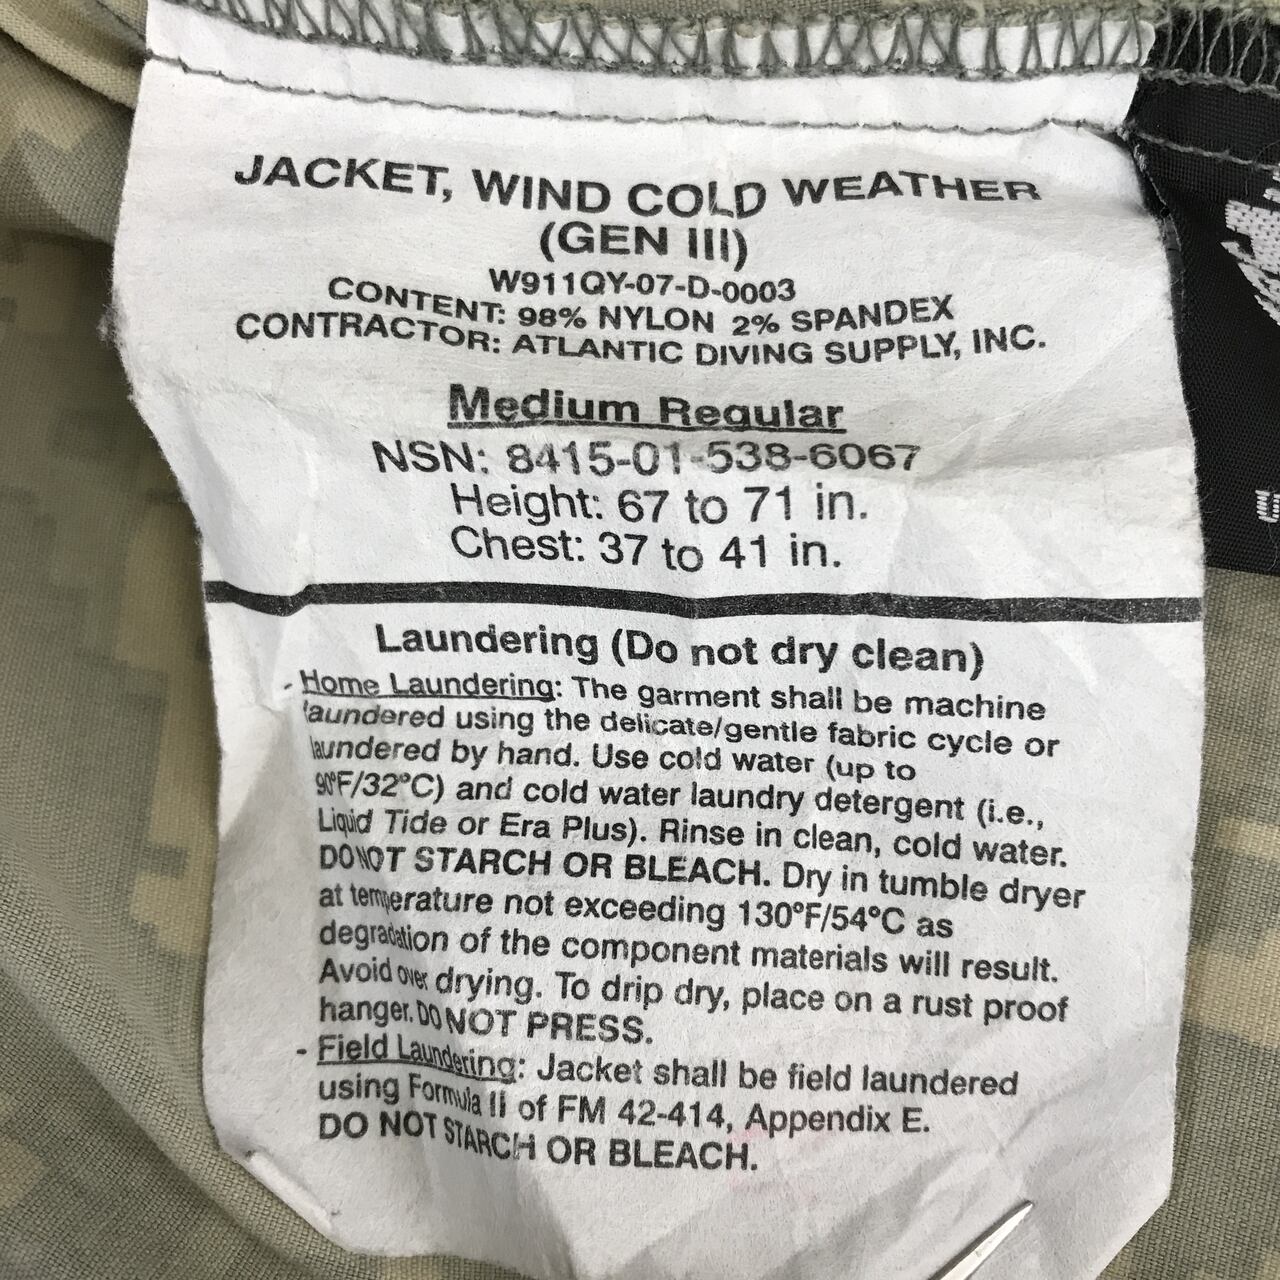 JACKET, WIND COLD WEATHER
(GEN III)
W911QY-07-D-0003
CONTENT: 98% NYLON 2% SPANDEX
CONTRACTOR: ATLANTIC DIVING SUPPLY, INC.
Medium Regular
NSN: 8415-01-538-6067
Height: 67 to 71 in.
Chest: 37 to 41 in.
Laundering (Do not dry clean)
- Home Laundering: The garment shall be machine
laundered using the delicate/gentle fabric cycle or
laundered by hand. Use cold water (up to
90ºF/32ºC) and cold water laundry detergent (i.e.,
Liquid Tide or Era Plus). Rinse in clean, cold water.
DO NOT STARCH OR BLEACH. Dry in tumble dryer
at temperature not exceeding 130ºF/54ºC as
degradation of the component materials will result.
Avoid over drying. To drip dry, place on a rust proof
hanger. DO NOT PRESS.
- Field Laundering: Jacket shall be field laundered
using Formula II of FM 42-414, Appendix E.
DO NOT STARCH OR BLEACH.